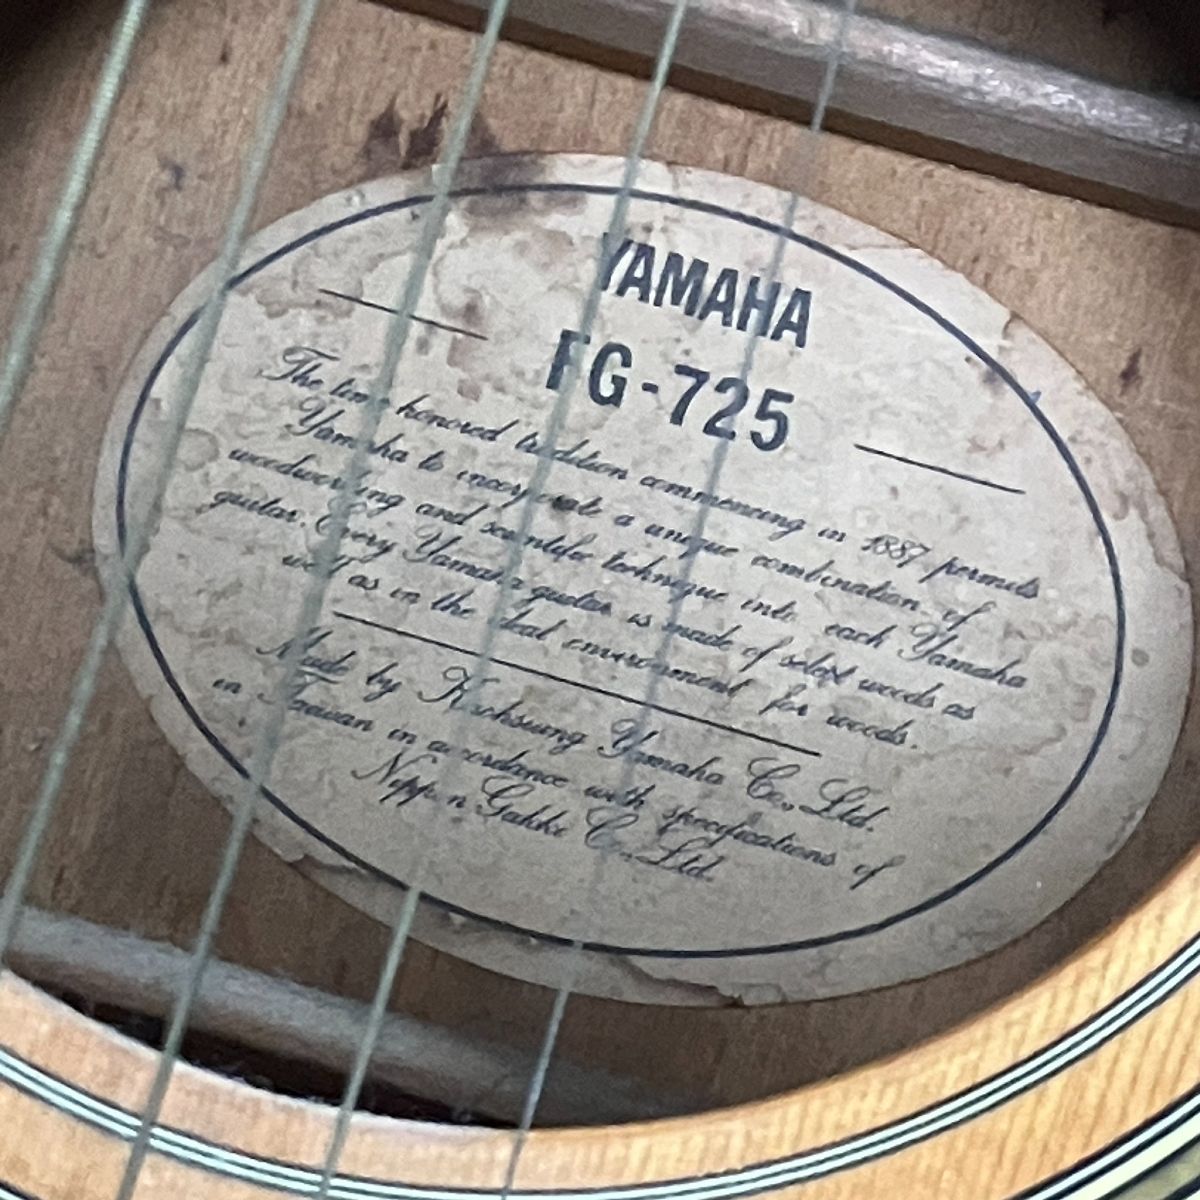 YAMAHA
FG-725
The time honored tradition commencing in 1887 permits
Yamaha to incorporate a unique combination of
woodworking and scientific technique into each Yamaha
guitar. Every Yamaha guitar is made of select woods as
well as in the ideal environment for woods.
Made by Kaohsiung Yamaha Co., Ltd.
in Taiwan in accordance with specifications of
Nippon Gakki Co., Ltd.